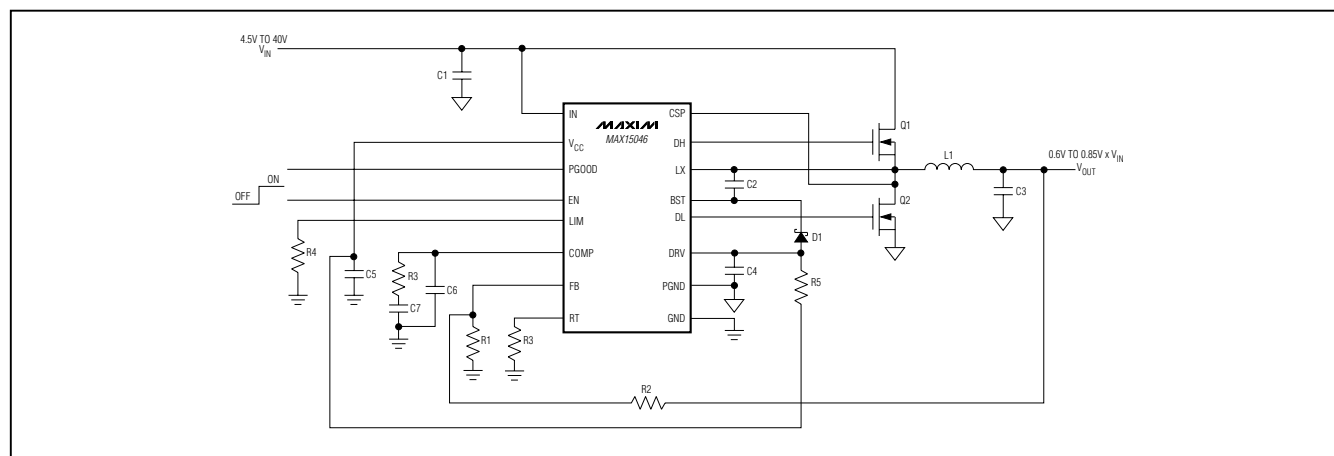 4.5V TO 40V
VIN
C1
IN
VCC
PGOOD
EN
LIM
COMP
FB
RT
MAXIM
MAX15046
CSP
DH
LX
BST
DL
DRV
PGND
GND
Q1
L1
0.6V TO 0.85V x VIN
VOUT
C2
C3
Q2
D1
ON
OFF
R4
C5
R3
C7
C6
C4
R5
R1
R3
R2